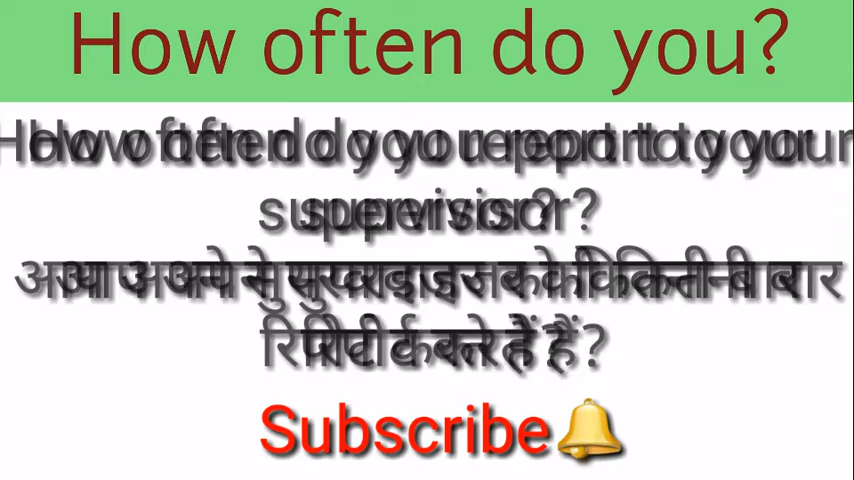 How often do you?
How often do you report to your
supervisor?
आप अपने सुपरवाइजर को कितनी बार
रिपोर्ट करते हैं?
Subscribe🔔